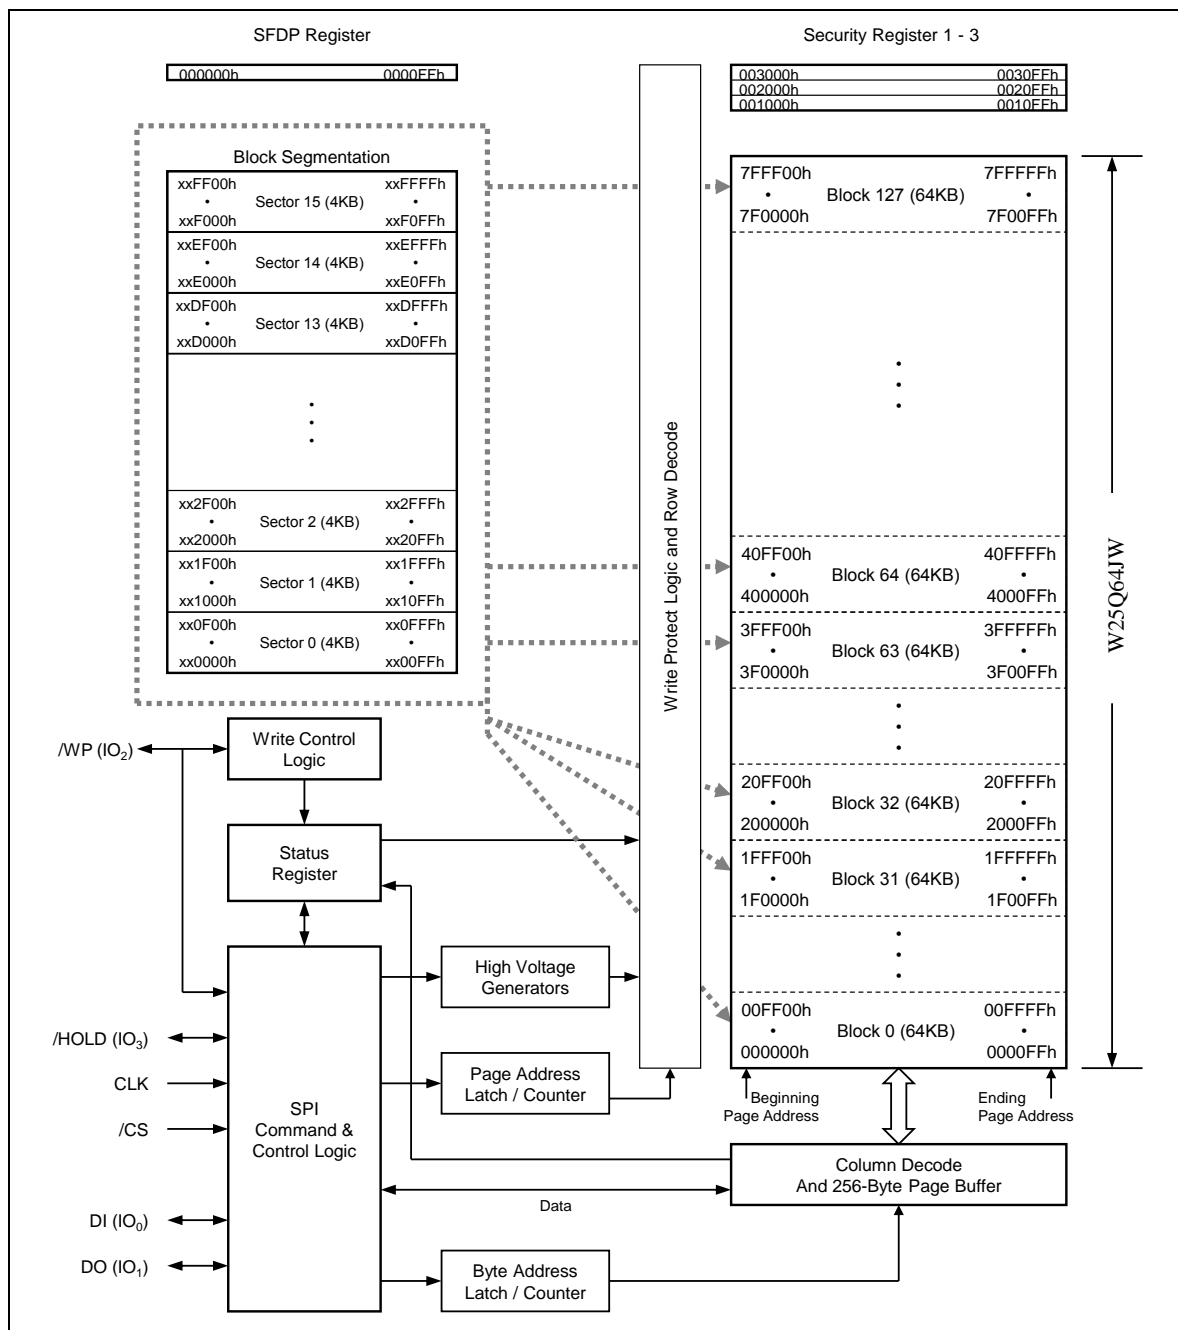 SFDP Register
000000h 0000FFh
Security Register 1 - 3
003000h 0030FFh
002000h 0020FFh
001000h 0010FFh
Block Segmentation
xxFF00h xxFFFFh
• Sector 15 (4KB) •
xxF000h xxF0FFh
xxEF00h xxEFFFh
• Sector 14 (4KB) •
xxE000h xxE0FFh
xxDF00h xxDFFFh
• Sector 13 (4KB) •
xxD000h xxD0FFh
xx2F00h xx2FFFh
• Sector 2 (4KB) •
xx2000h xx20FFh
xx1F00h xx1FFFh
• Sector 1 (4KB) •
xx1000h xx10FFh
xx0F00h xx0FFFh
• Sector 0 (4KB) •
xx0000h xx00FFh
Write Protect Logic and Row Decode
7FFF00h 7FFFFFh
• Block 127 (64KB) •
7F0000h 7F00FFh
40FF00h 40FFFFh
• Block 64 (64KB) •
400000h 4000FFh
3FFF00h 3FFFFFh
• Block 63 (64KB) •
3F0000h 3F00FFh
20FF00h 20FFFFh
• Block 32 (64KB) •
200000h 2000FFh
1FFF00h 1FFFFFh
• Block 31 (64KB) •
1F0000h 1F00FFh
00FF00h 00FFFFh
• Block 0 (64KB) •
000000h 0000FFh
W25Q64JW
Beginning
Page Address
Ending
Page Address
/WP (IO2)
Write Control
Logic
Status
Register
High Voltage
Generators
/HOLD (IO3)
CLK
/CS
DI (IO0)
DO (IO1)
SPI
Command &
Control Logic
Page Address
Latch / Counter
Column Decode
And 256-Byte Page Buffer
Data
Byte Address
Latch / Counter